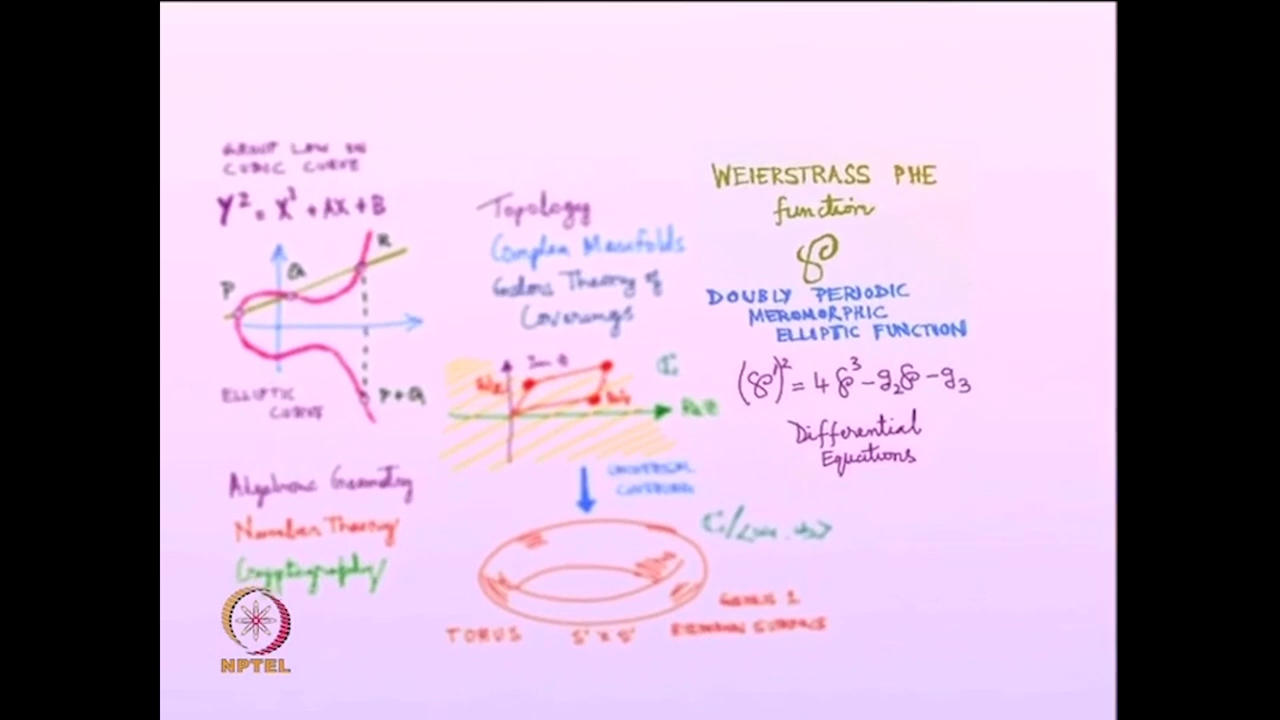 GROUP LAW ON
CUBIC CURVE
Y² = X³ + AX + B
R
Q
P
P + Q
ELLIPTIC
CURVE
Algebraic Geometry
Number Theory
Cryptography
NPTEL
Topology
Complex Manifolds
Galois Theory of
Coverings
ℂ
UNIVERSAL
COVERING
TORUS S¹ x S¹
GENUS 1
RIEMANN SURFACE
WEIERSTRASS PHE
function
℘
DOUBLY PERIODIC
MEROMORPHIC
ELLIPTIC FUNCTION
(℘')² = 4℘³ - g₂℘ - g₃
Differential
Equations